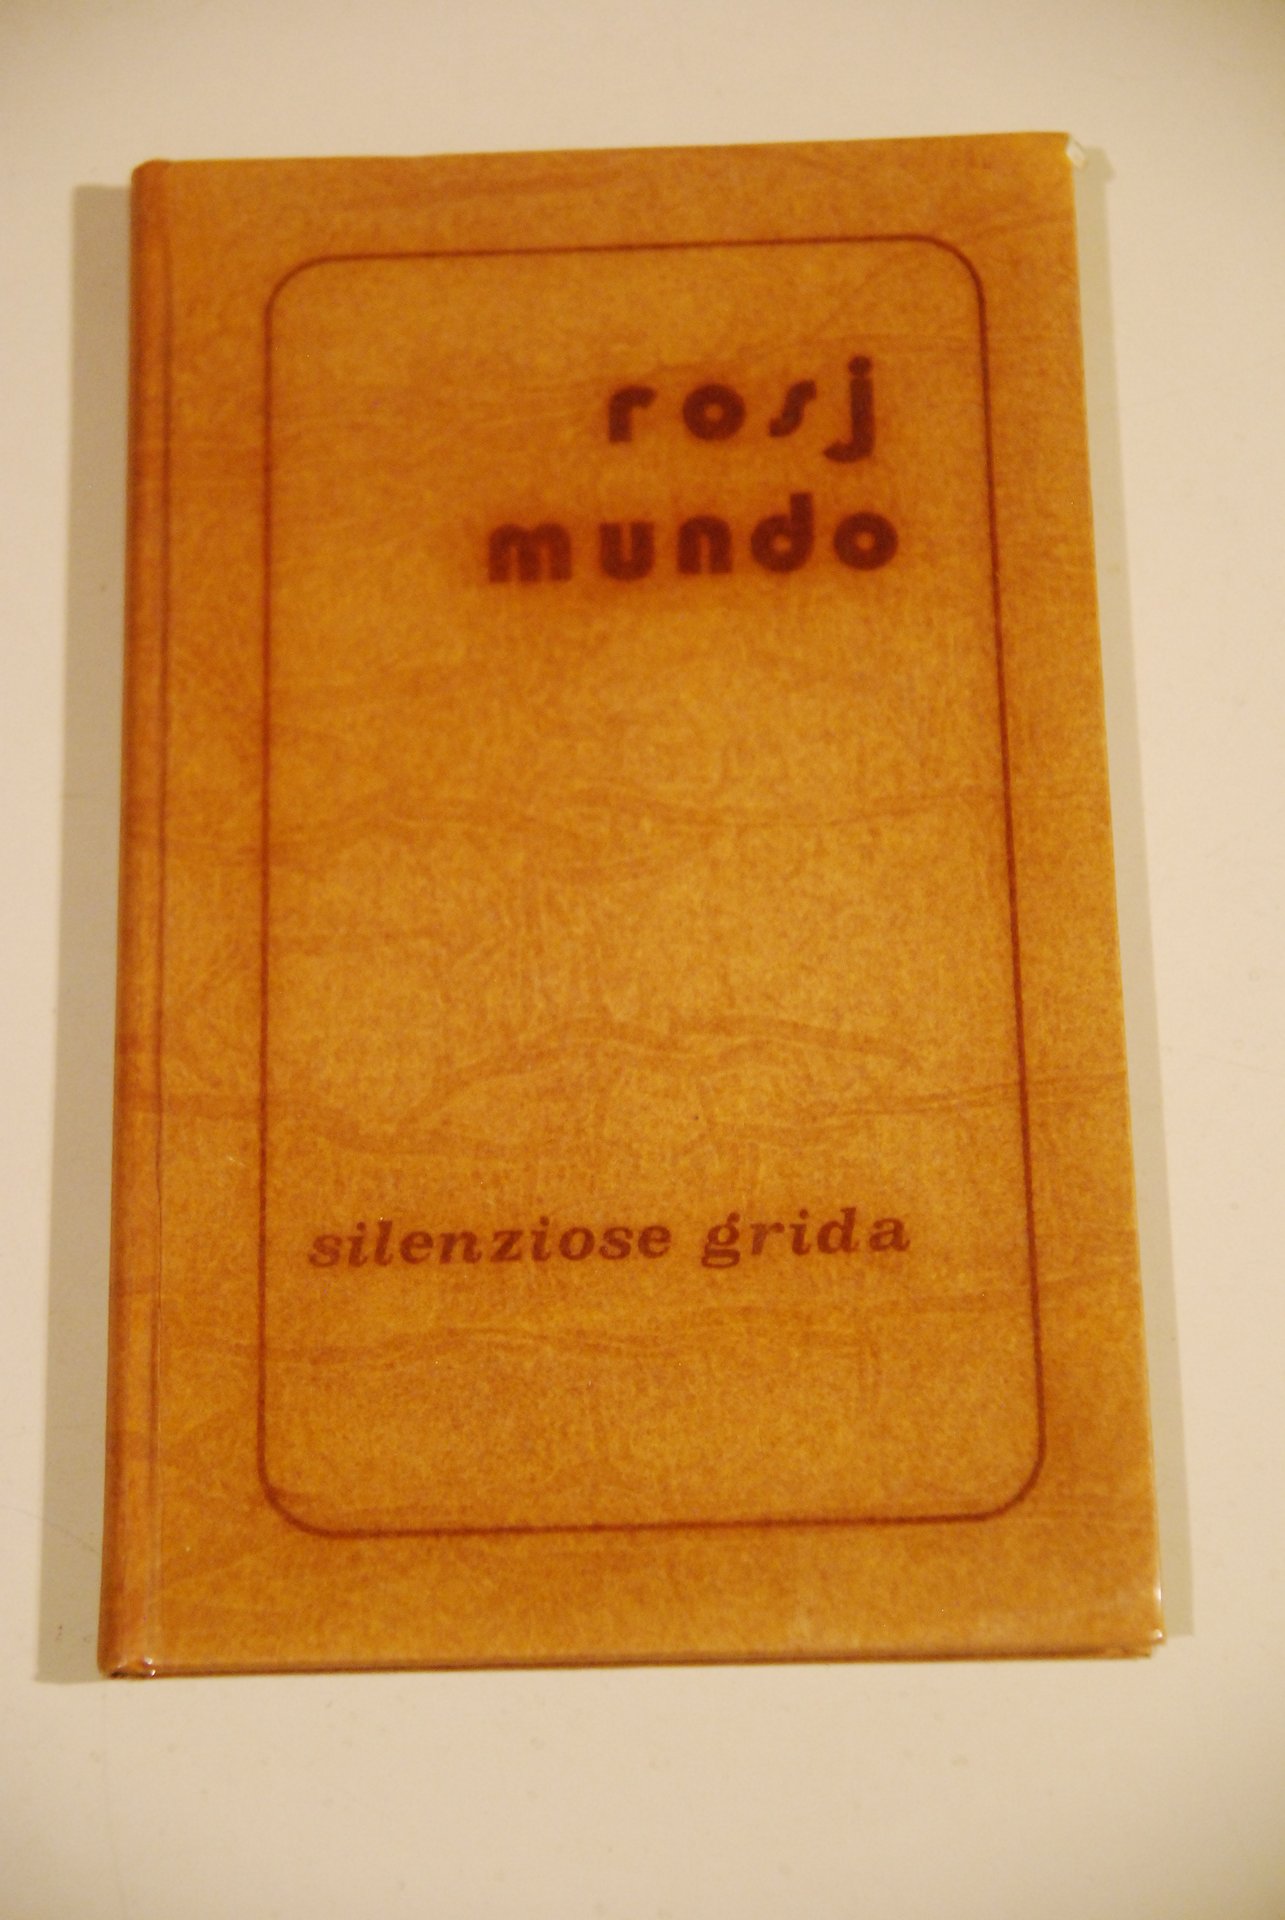 rosj
mundo
silenziose grida